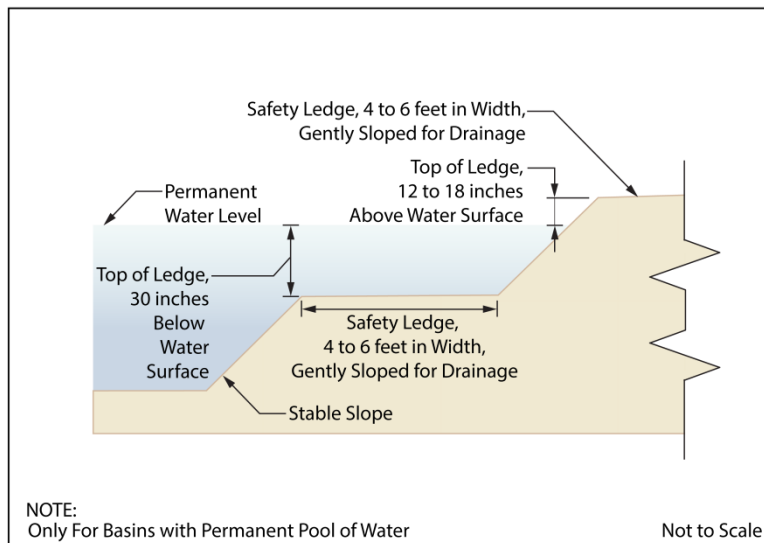 Safety Ledge, 4 to 6 feet in Width,
Gently Sloped for Drainage
Top of Ledge,
12 to 18 inches
Above Water Surface
Permanent
Water Level
Top of Ledge,
30 inches
Below
Water
Surface
Safety Ledge,
4 to 6 feet in Width,
Gently Sloped for Drainage
Stable Slope
NOTE:
Only For Basins with Permanent Pool of Water
Not to Scale